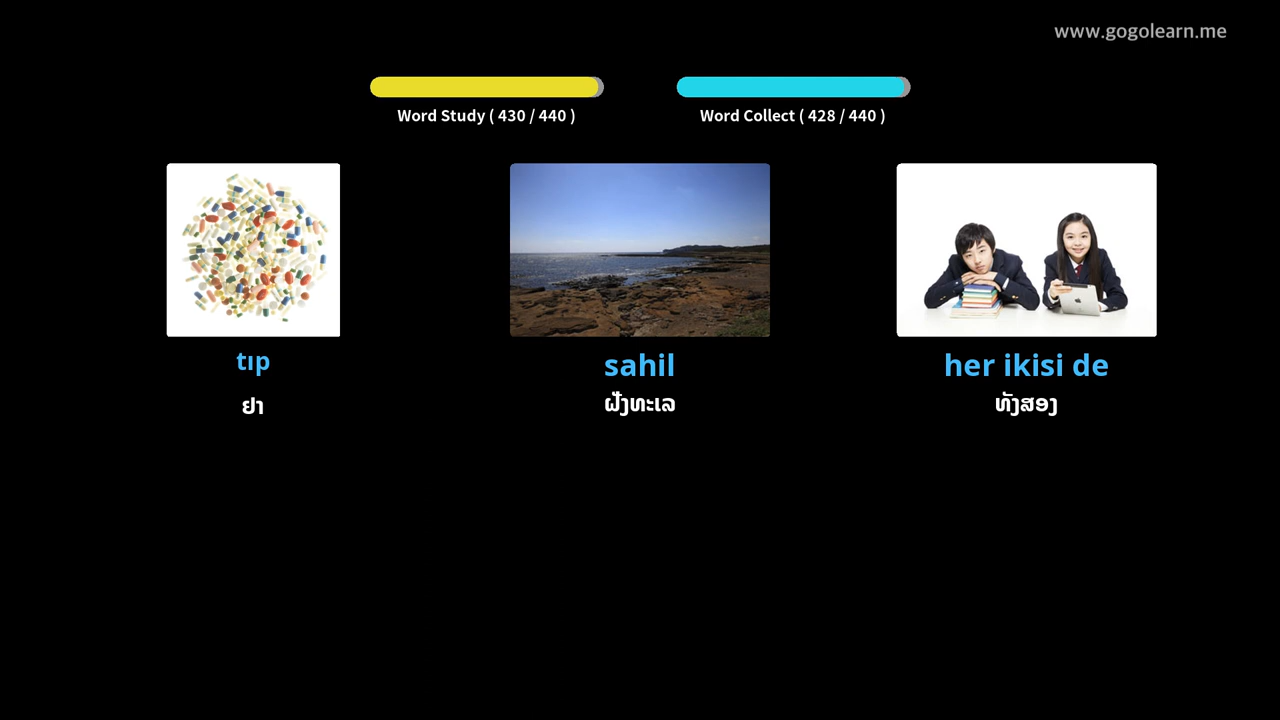 www.gogolearn.me
Word Study ( 430 / 440 )
Word Collect ( 428 / 440 )
tıp
sahil
her ikisi de
ຢາ
ຝັ່ງທະເລ
ທັງສອງ